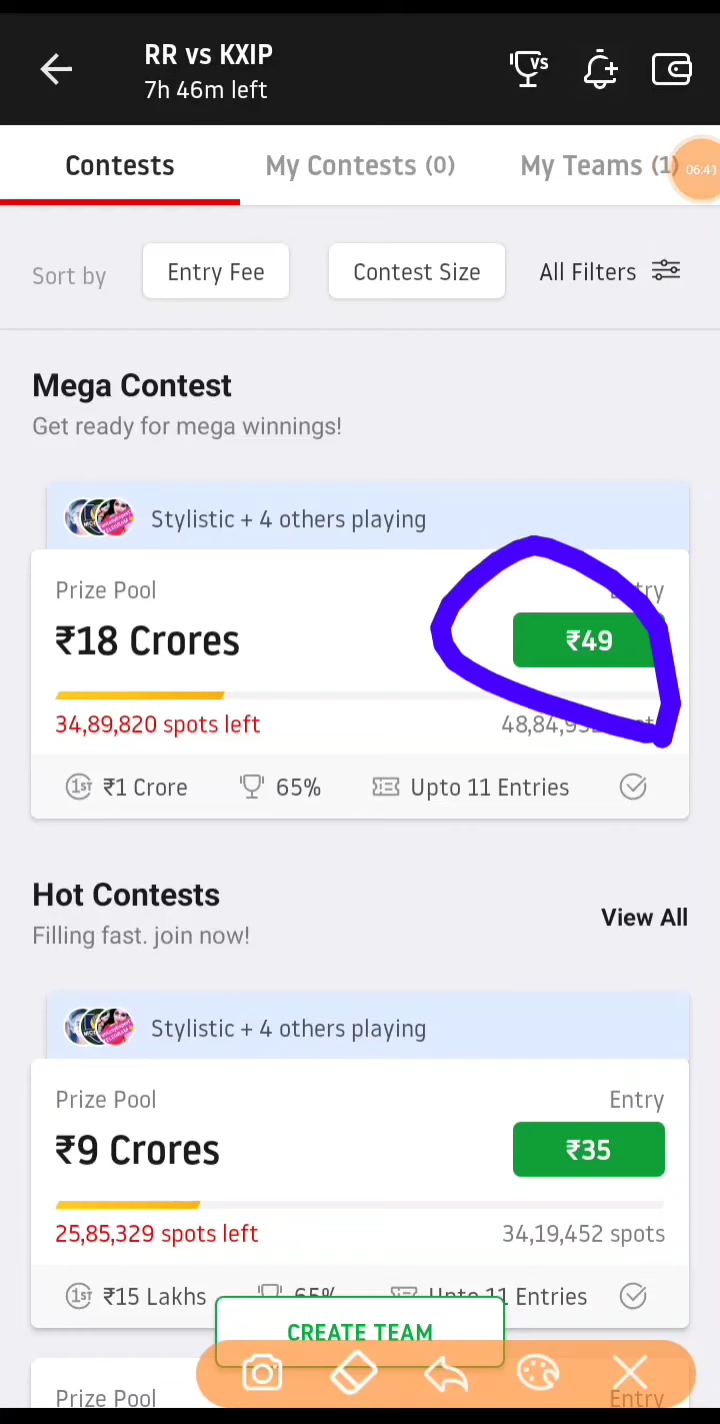 RR vs KXIP
7h 46m left
Contests My Contests (0) My Teams (1)
Sort by Entry Fee Contest Size All Filters
Mega Contest
Get ready for mega winnings!
Stylistic + 4 others playing
Prize Pool
₹18 Crores ₹49
34,89,820 spots left
1ST ₹1 Crore 65% Upto 11 Entries
Hot Contests
View All
Filling fast. join now!
Stylistic + 4 others playing
Prize Pool Entry
₹9 Crores ₹35
25,85,329 spots left 34,19,452 spots
1ST ₹15 Lakhs 65% Upto 11 Entries
CREATE TEAM
Prize Pool Entry